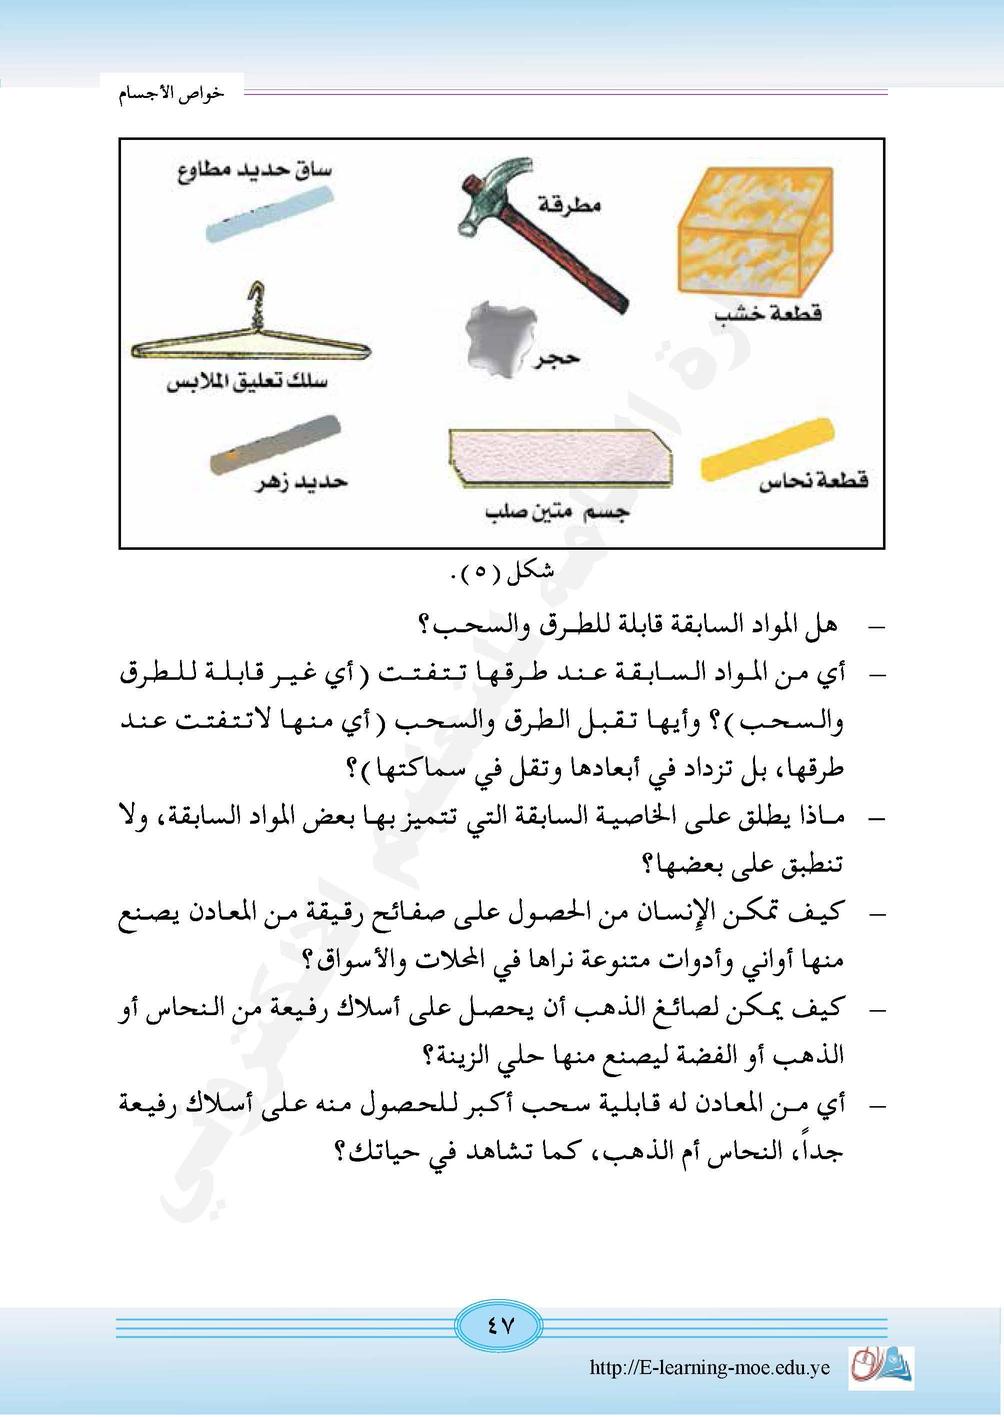 خواص الأجسام
ساق حديد مطاوع
مطرقة
قطعة خشب
حجر
سلك تعليق الملابس
حديد زهر
قطعة نحاس
جسم متين صلب
شكل (٥).
– هل المواد السابقة قابلة للطرق والسحب؟
– أي من المواد السابقة عند طرقها تتفتت (أي غير قابلة للطرق
والسحب)؟ وأيها تقبل الطرق والسحب (أي منها لاتتفتت عند
طرقها، بل تزداد في أبعادها وتقل في سماكتها)؟
– ماذا يطلق على الخاصية السابقة التي تتميز بها بعض المواد السابقة، ولا
تنطبق على بعضها؟
– كيف تمكن الإنسان من الحصول على صفائح رقيقة من المعادن يصنع
منها أواني وأدوات متنوعة نراها في المحلات والأسواق؟
– كيف يمكن لصائغ الذهب أن يحصل على أسلاك رفيعة من النحاس أو
الذهب أو الفضة ليصنع منها حلي الزينة؟
– أي من المعادن له قابلية سحب أكبر للحصول منه على أسلاك رفيعة
جداً، النحاس أم الذهب، كما تشاهد في حياتك؟
٤٧
http://E-learning-moe.edu.ye